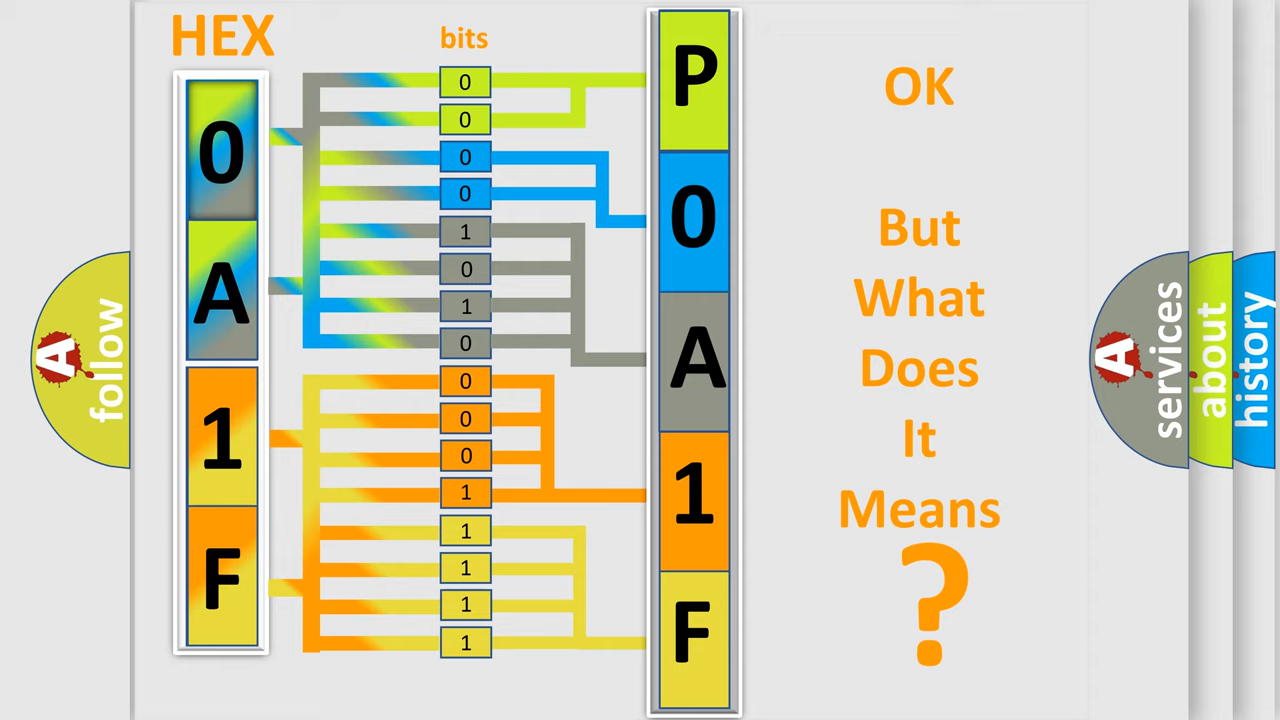 HEX
bits
0
A
1
F
0
0
0
0
1
0
1
0
0
0
0
1
1
1
1
1
P
0
A
1
F
OK
But
What
Does
It
Means
?
A
follow
A
services
about
history